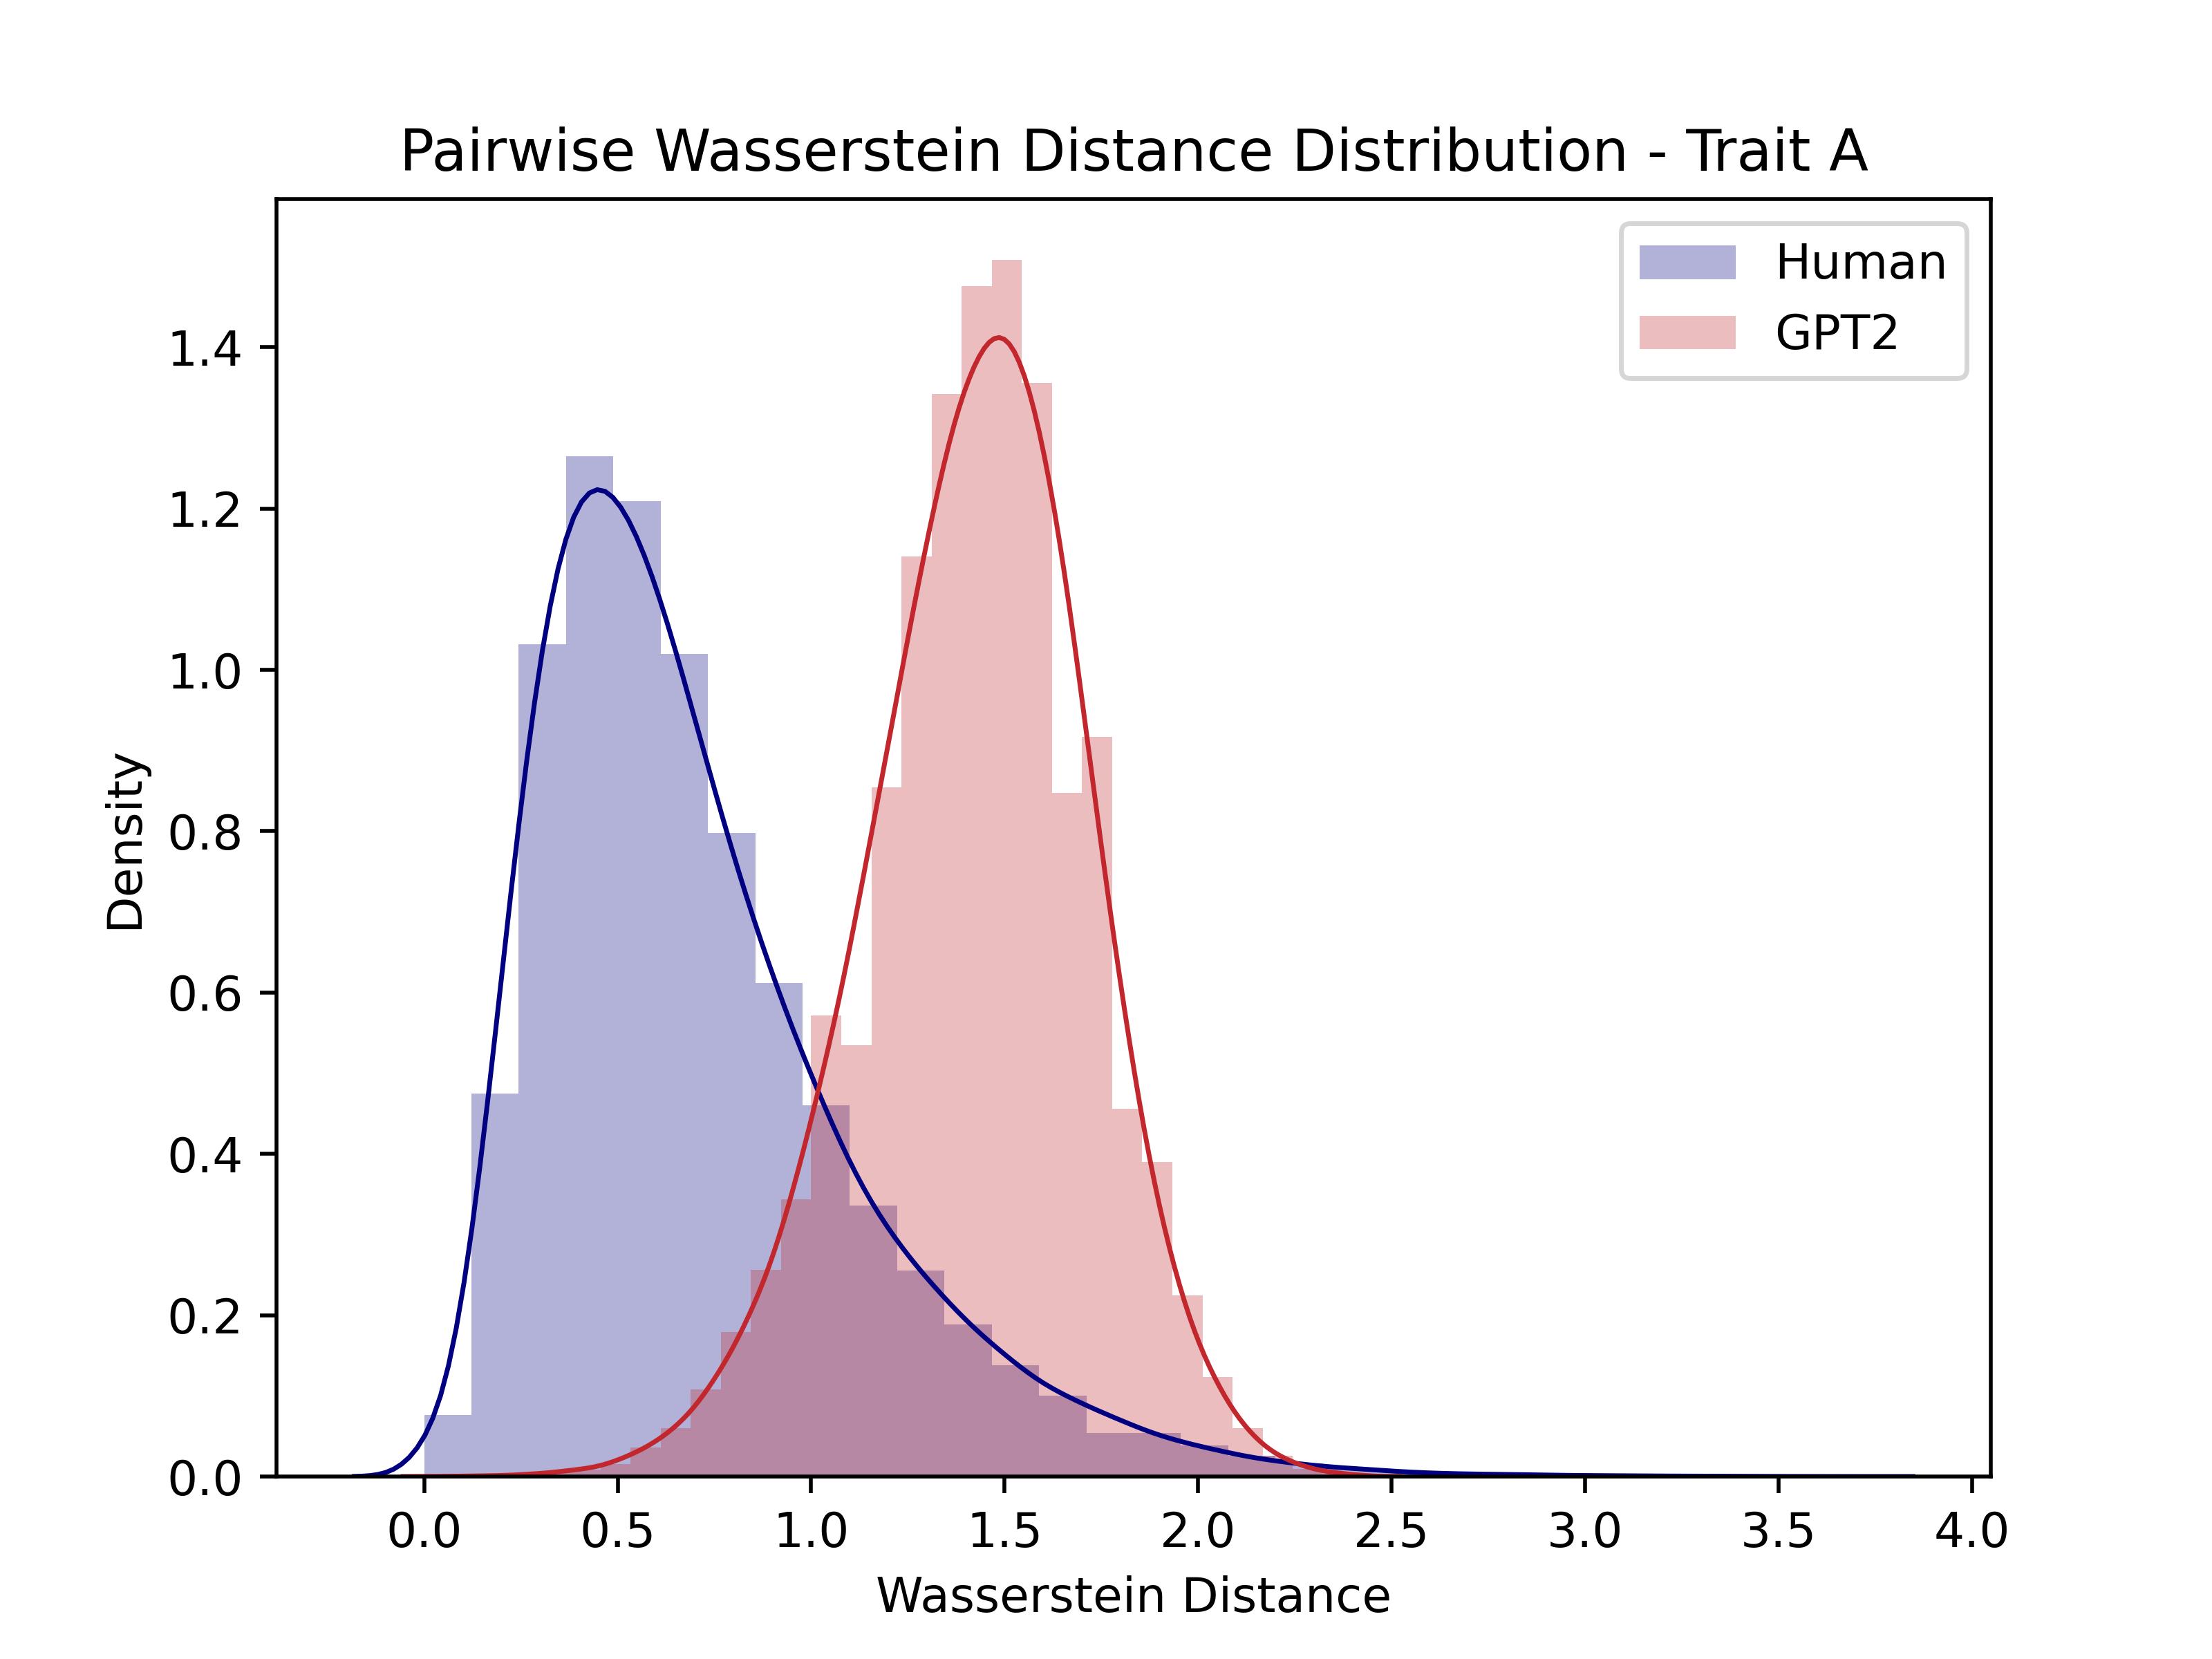 Pairwise Wasserstein Distance Distribution - Trait A
Human
GPT2
1.4
1.2
1.0
0.8
0.6
0.4
0.2
0.0
Density
0.0 0.5 1.0 1.5 2.0 2.5 3.0 3.5 4.0
Wasserstein Distance